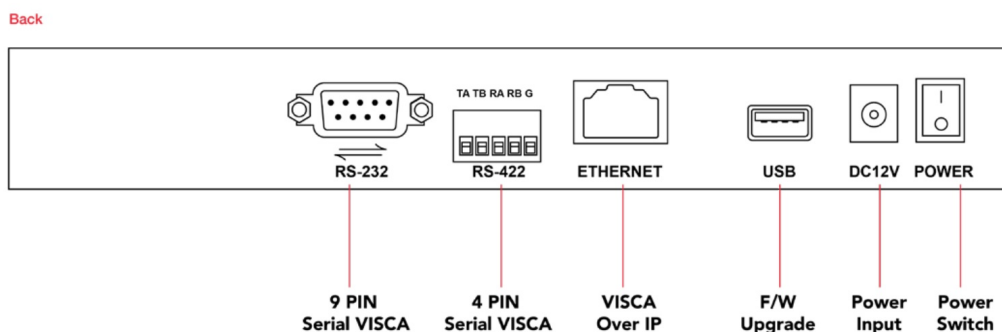 Back
TA TB RA RB G
RS-232
RS-422
ETHERNET
USB
DC12V
POWER
9 PIN
Serial VISCA
4 PIN
Serial VISCA
VISCA
Over IP
F/W
Upgrade
Power
Input
Power
Switch